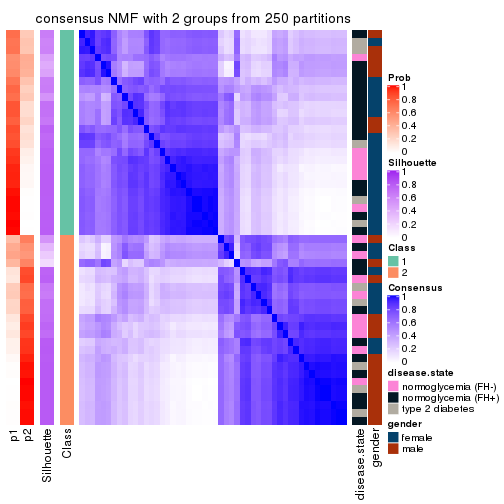 consensus NMF with 2 groups from 250 partitions
Prob
1
0.8
0.6
0.4
0.2
0
Silhouette
1
0.8
0.6
0.4
0.2
0
Class
1
2
Consensus
1
0.8
0.6
0.4
0.2
0
disease.state
normoglycemia (FH-)
normoglycemia (FH+)
type 2 diabetes
gender
female
male
p1
p2
Silhouette
Class
disease.state
gender